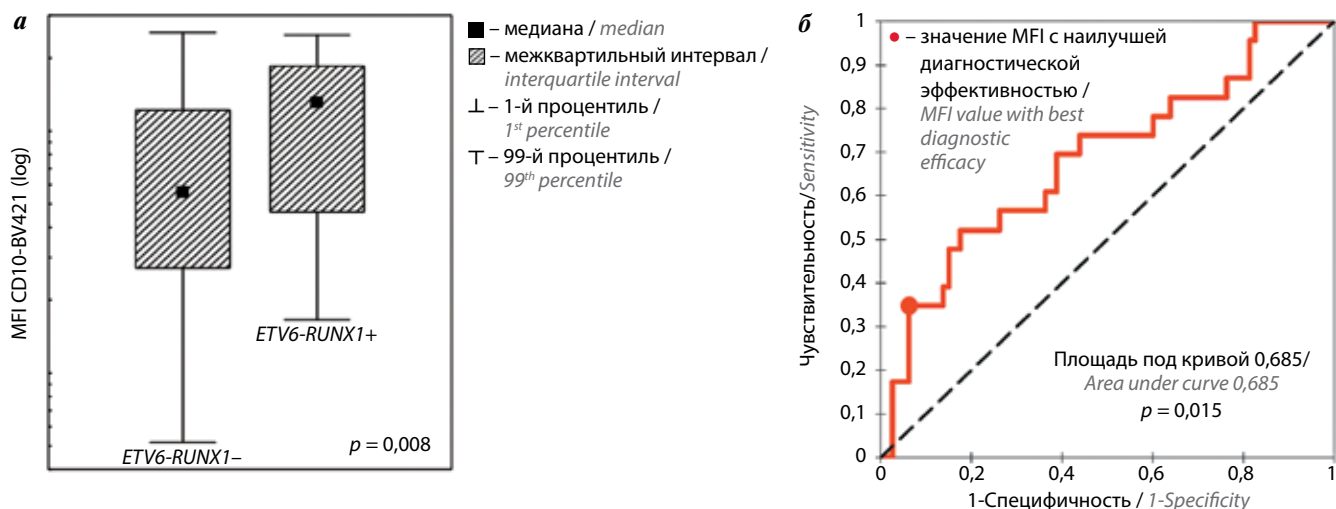 а
MFI CD10-BV421 (log)
ETV6-RUNX1–
ETV6-RUNX1+
p = 0,008
– медиана / median
– межквартильный интервал /
interquartile interval
– 1-й процентиль /
1st percentile
– 99-й процентиль /
99th percentile
б
Чувствительность/Sensitivity
1
0,9
0,8
0,7
0,6
0,5
0,4
0,3
0,2
0,1
0
– значение MFI с наилучшей
диагностической
эффективностью /
MFI value with best
diagnostic
efficacy
Площадь под кривой 0,685/
Area under curve 0,685
p = 0,015
0 0,2 0,4 0,6 0,8 1
1-Специфичность / 1-Specificity